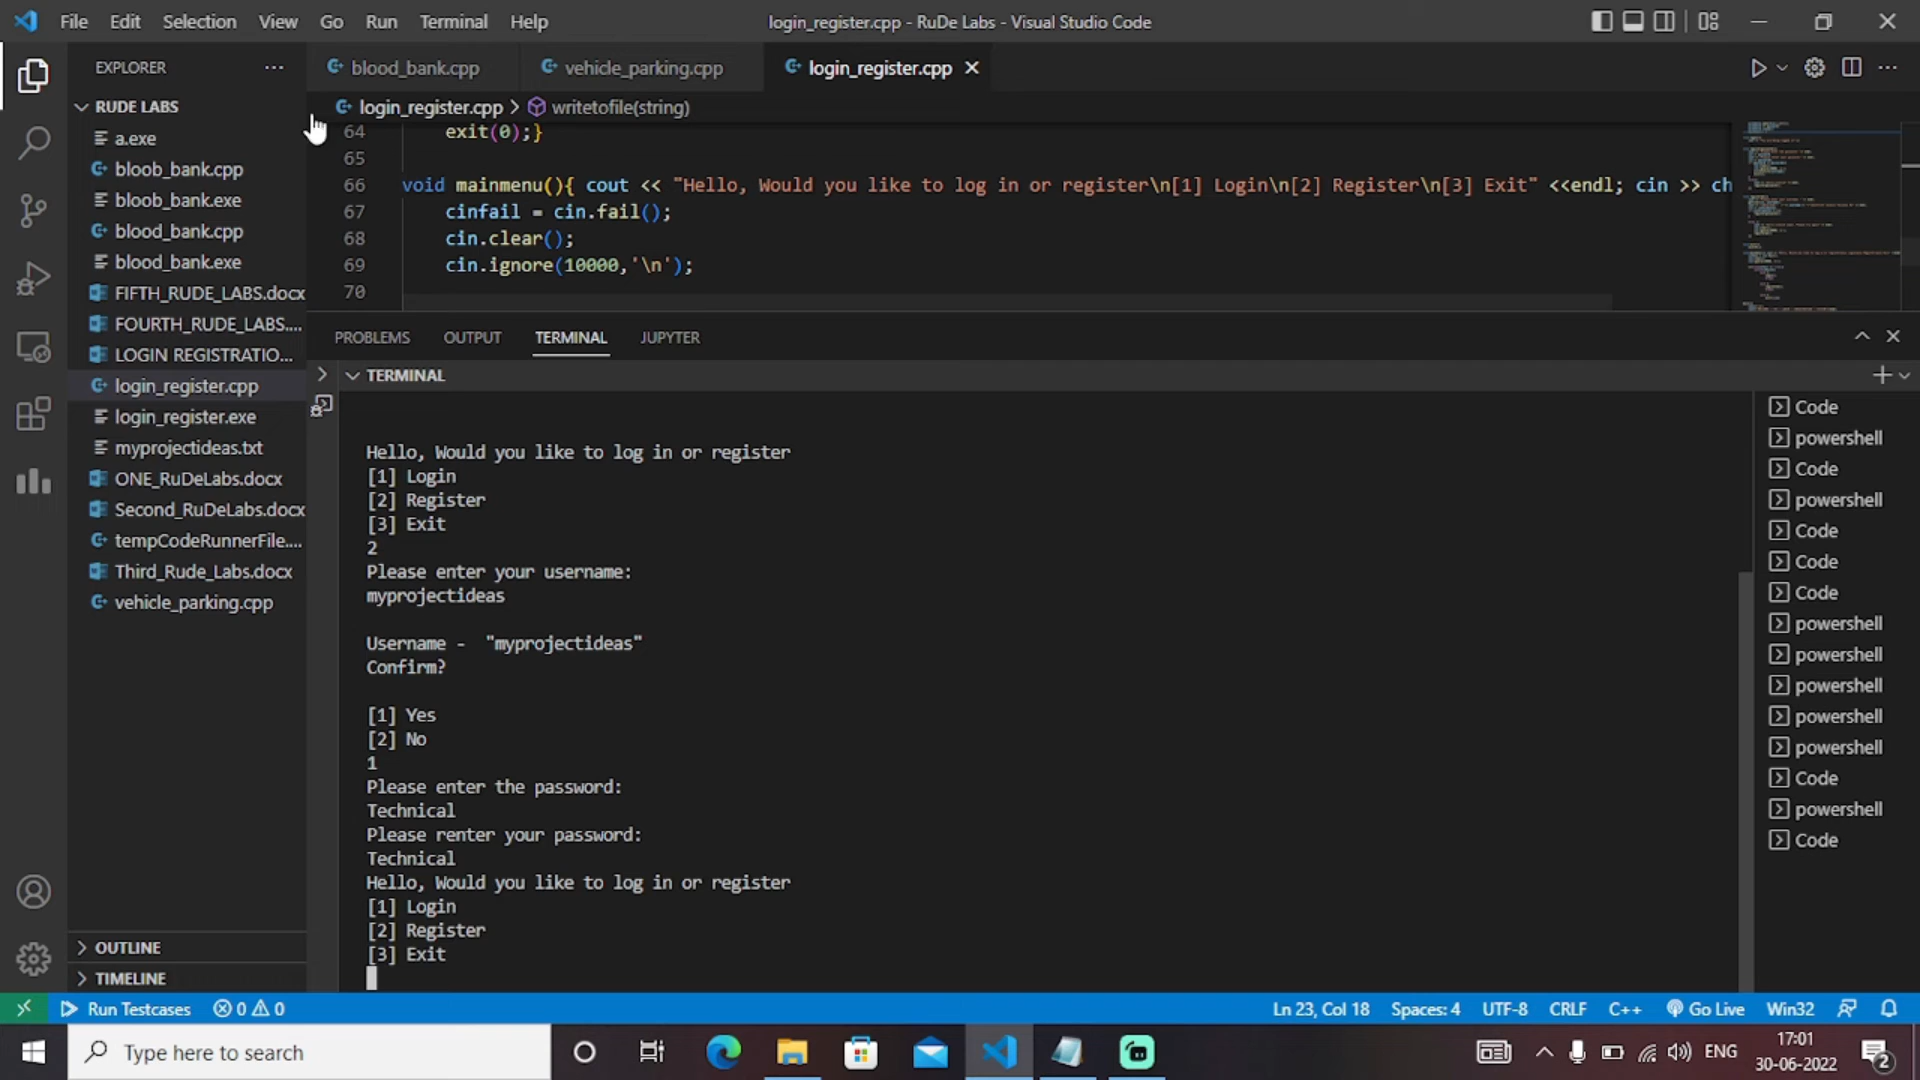 File Edit Selection View Go Run Terminal Help
login_register.cpp - RuDe Labs - Visual Studio Code
EXPLORER
RUDE LABS
a.exe
bloob_bank.cpp
bloob_bank.exe
blood_bank.cpp
blood_bank.exe
FIFTH_RUDE_LABS.docx
FOURTH_RUDE_LABS....
LOGIN REGISTRATIO...
login_register.cpp
login_register.exe
myprojectideas.txt
ONE_RuDeLabs.docx
Second_RuDeLabs.docx
tempCodeRunnerFile....
Third_Rude_Labs.docx
vehicle_parking.cpp
OUTLINE
TIMELINE
blood_bank.cpp vehicle_parking.cpp login_register.cpp
login_register.cpp > writetofile(string)
64 exit(0);}
65
66 void mainmenu(){ cout << "Hello, Would you like to log in or register\n[1] Login\n[2] Register\n[3] Exit" <<endl; cin >> ch
67 cinfail = cin.fail();
68 cin.clear();
69 cin.ignore(10000,'\n');
70
PROBLEMS OUTPUT TERMINAL JUPYTER
TERMINAL
Hello, Would you like to log in or register
[1] Login
[2] Register
[3] Exit
2
Please enter your username:
myprojectideas
Username - "myprojectideas"
Confirm?
[1] Yes
[2] No
1
Please enter the password:
Technical
Please renter your password:
Technical
Hello, Would you like to log in or register
[1] Login
[2] Register
[3] Exit
Code
powershell
Code
powershell
Code
Code
Code
powershell
powershell
powershell
powershell
powershell
Code
powershell
Code
Run Testcases 0 0
Ln 23, Col 18 Spaces: 4 UTF-8 CRLF C++ Go Live Win32
Type here to search
ENG
17:01
30-06-2022
2